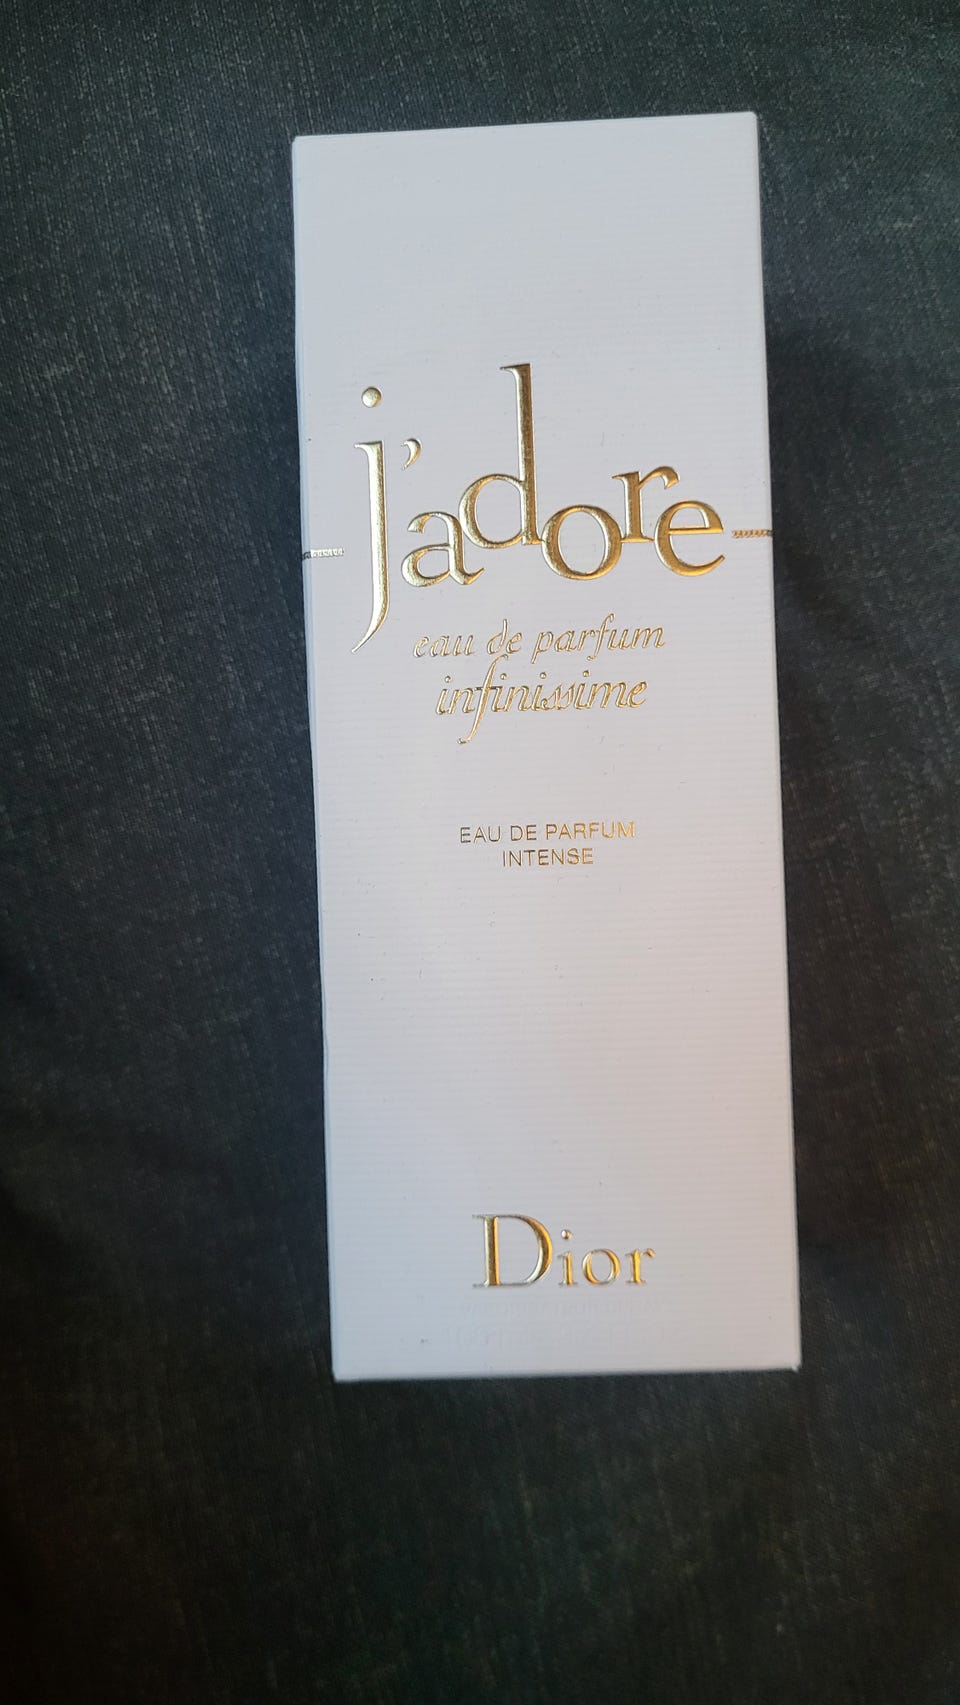 j'adore
eau de parfum
infinissime
EAU DE PARFUM
INTENSE
Dior